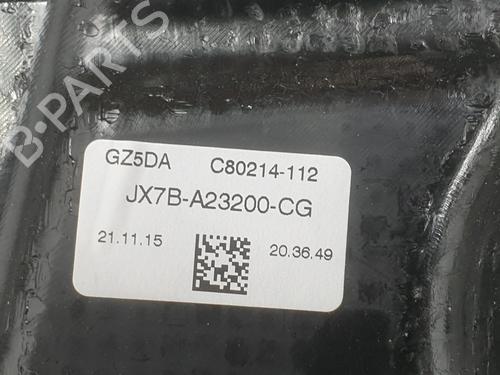 B-PARTS
GZ5DA C80214-112
JX7B-A23200-CG
21.11.15 20.36.49